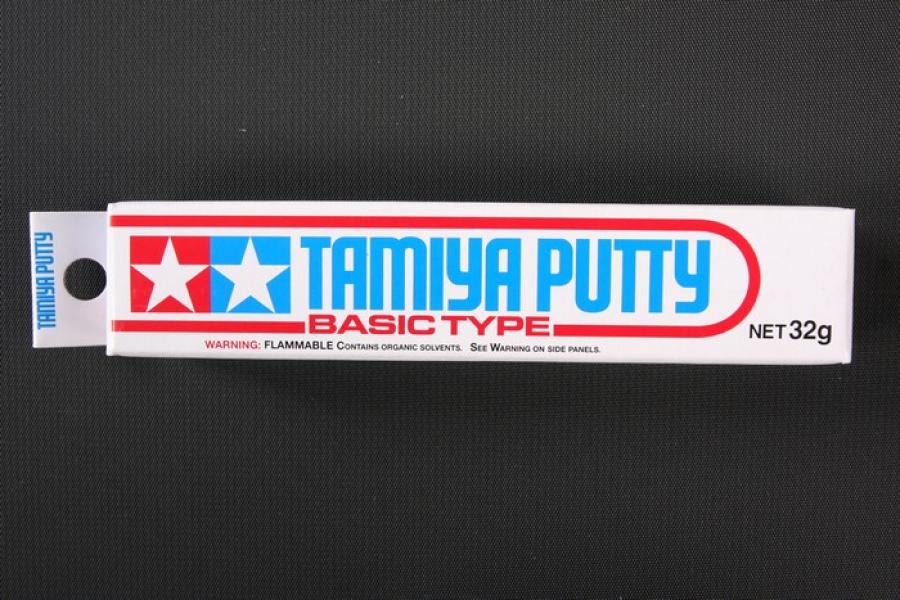 TAMIYA PUTTY
TAMIYA PUTTY
BASIC TYPE
NET 32g
WARNING: FLAMMABLE CONTAINS ORGANIC SOLVENTS. SEE WARNING ON SIDE PANELS.